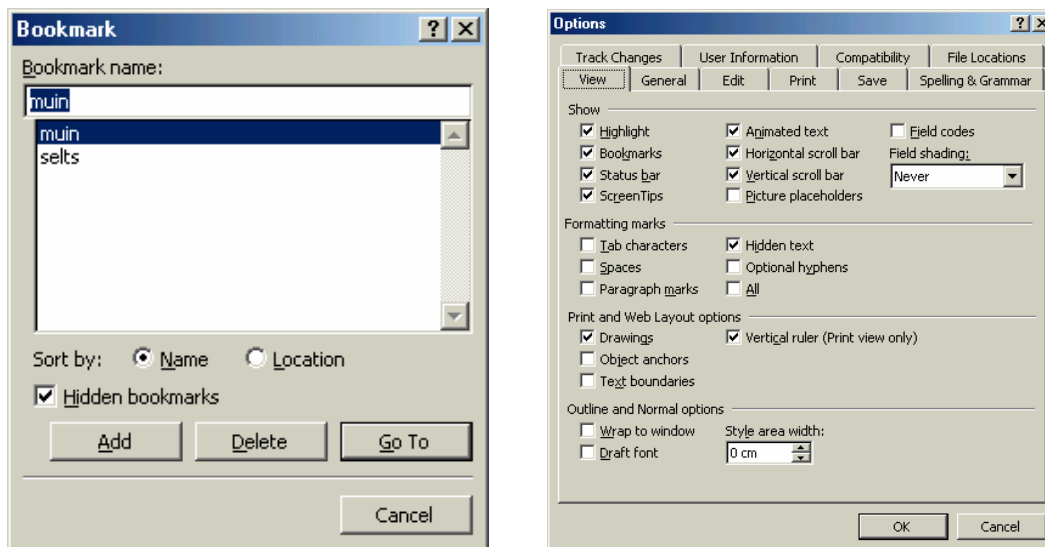 Bookmark
Bookmark name:
muin
muin
selts
Sort by: Name Location
Hidden bookmarks
Add Delete Go To
Cancel
Options
Track Changes User Information Compatibility File Locations
View General Edit Print Save Spelling & Grammar
Show
Highlight Animated text Field codes
Bookmarks Horizontal scroll bar Field shading:
Status bar Vertical scroll bar Never
ScreenTips Picture placeholders
Formatting marks
Tab characters Hidden text
Spaces Optional hyphens
Paragraph marks All
Print and Web Layout options
Drawings Vertical ruler (Print view only)
Object anchors
Text boundaries
Outline and Normal options
Wrap to window Style area width:
Draft font 0 cm
OK Cancel